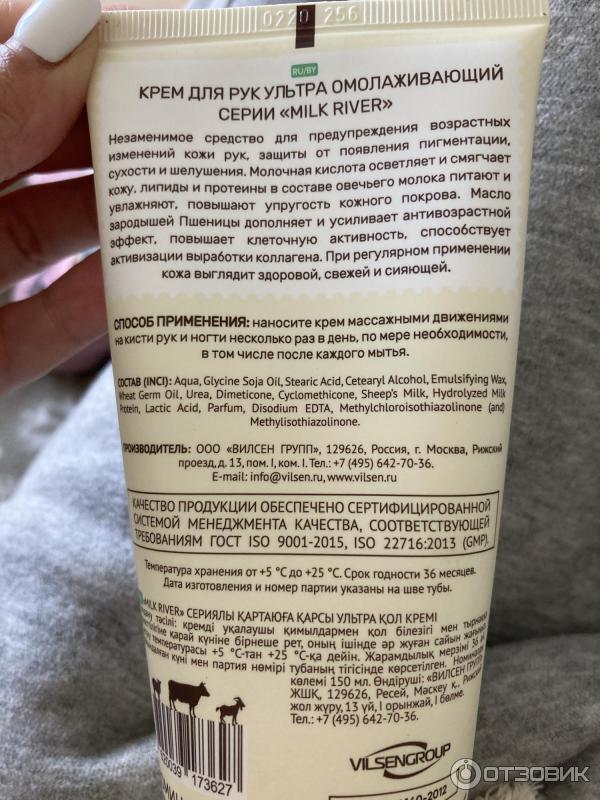 0220 256
RU/BY
КРЕМ ДЛЯ РУК УЛЬТРА ОМОЛАЖИВАЮЩИЙ
СЕРИИ «MILK RIVER»
Незаменимое средство для предупреждения возрастных
изменений кожи рук, защиты от появления пигментации,
сухости и шелушения. Молочная кислота осветляет и смягчает
кожу, липиды и протеины в составе овечьего молока питают и
увлажняют, повышают упругость кожного покрова. Масло
зародышей Пшеницы дополняет и усиливает антивозрастной
эффект, повышает клеточную активность, способствует
активизации выработки коллагена. При регулярном применении
кожа выглядит здоровой, свежей и сияющей.
СПОСОБ ПРИМЕНЕНИЯ: наносите крем массажными движениями
на кисти рук и ногти несколько раз в день, по мере необходимости,
в том числе после каждого мытья.
СОСТАВ (INCI): Aqua, Glycine Soja Oil, Stearic Acid, Cetearyl Alcohol, Emulsifying Wax,
Wheat Germ Oil, Urea, Dimeticone, Cyclomethicone, Sheep's Milk, Hydrolyzed Milk
Protein, Lactic Acid, Parfum, Disodium EDTA, Methylchloroisothiazolinone (and)
Methylisothiazolinone.
ПРОИЗВОДИТЕЛЬ: ООО «ВИЛСЕН ГРУПП», 129626, Россия, г. Москва, Рижский
проезд, д. 13, пом. I, ком. I. Тел.: +7 (495) 642-70-36.
E-mail: info@vilsen.ru, www.vilsen.ru
КАЧЕСТВО ПРОДУКЦИИ ОБЕСПЕЧЕНО СЕРТИФИЦИРОВАННОЙ
СИСТЕМОЙ МЕНЕДЖМЕНТА КАЧЕСТВА, СООТВЕТСТВУЮЩЕЙ
ТРЕБОВАНИЯМ ГОСТ ISO 9001-2015, ISO 22716:2013 (GMP).
Температура хранения от +5 °С до +25 °С. Срок годности 36 месяцев.
Дата изготовления и номер партии указаны на шве тубы.
«MILK RIVER» СЕРИЯЛЫ ҚАРТАЮҒА ҚАРСЫ УЛЬТРА ҚОЛ КРЕМІ
тәсілі: кремді уқалаушы қимылдармен қол білезігі мен тырнаққа
қарай күніне бірнеше рет, оның ішінде әр жуған сайын жағыңыз.
температурасы +5 °С-тан +25 °С-қа дейін. Жарамдылық мерзімі 36 ай.
күні мен партия нөмірі тубаның тігісінде көрсетілген.
көлемі 150 мл. Өндіруші: «ВИЛСЕН ГРУПП»
ЖШҚ, 129626, Ресей, Мәскеу қ., Рижский
жол жүру, 13 үй, I орынжай, I бөлме.
Тел.: +7 (495) 642-70-36.
20039 173627
VILSENGROUP
О ОТЗОВИК